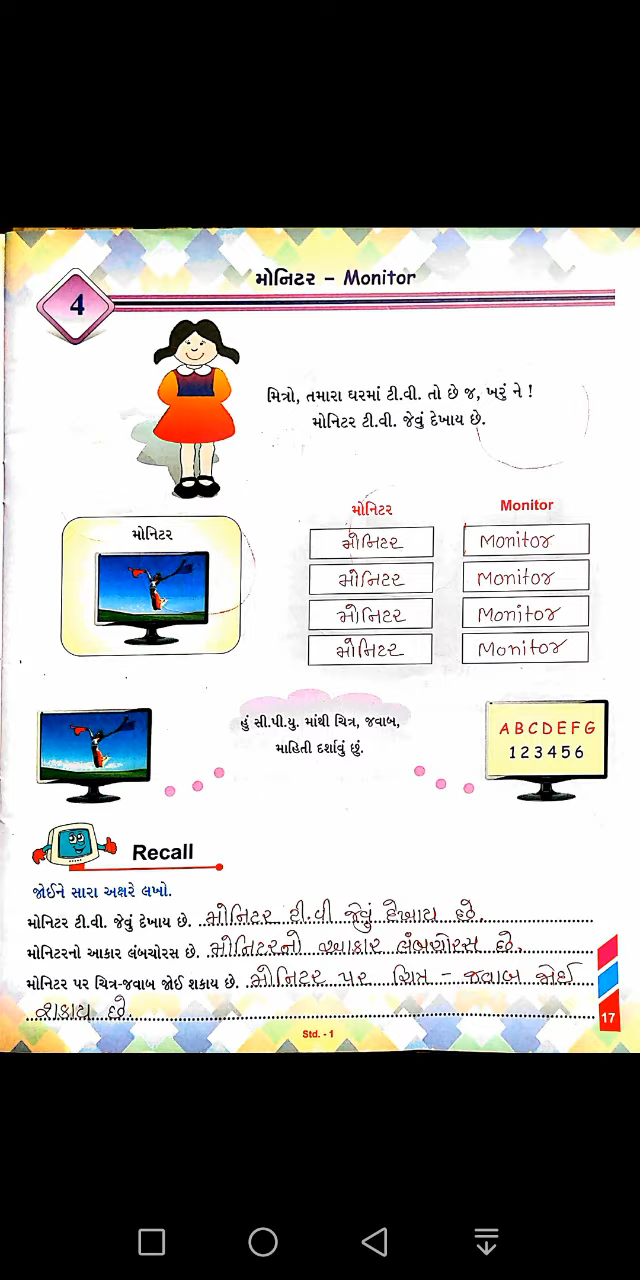 મોનિટર – Monitor
4
મિત્રો, તમારા ઘરમાં ટી.વી. તો છે જ, ખરું ને !
મોનિટર ટી.વી. જેવું દેખાય છે.
મોનિટર Monitor
મોનિટર
મોનિટર Monitor
મોનિટર Monitor
મોનિટર Monitor
મોનિટર Monitor
હું સી.પી.યુ. માંથી ચિત્ર, જવાબ,
માહિતી દર્શાવું છું.
A B C D E F G
1 2 3 4 5 6
Recall
જોઈને સારા અક્ષરે લખો.
મોનિટર ટી.વી. જેવું દેખાય છે. મોનિટર ટી.વી જેવું દેખાય છે.
મોનિટરનો આકાર લંબચોરસ છે. મોનિટરનો આકાર લંબચોરસ છે.
મોનિટર પર ચિત્ર-જવાબ જોઈ શકાય છે. મોનિટર પર ચિત્ર - જવાબ જોઈ
શકાય છે.
17
Std. - 1